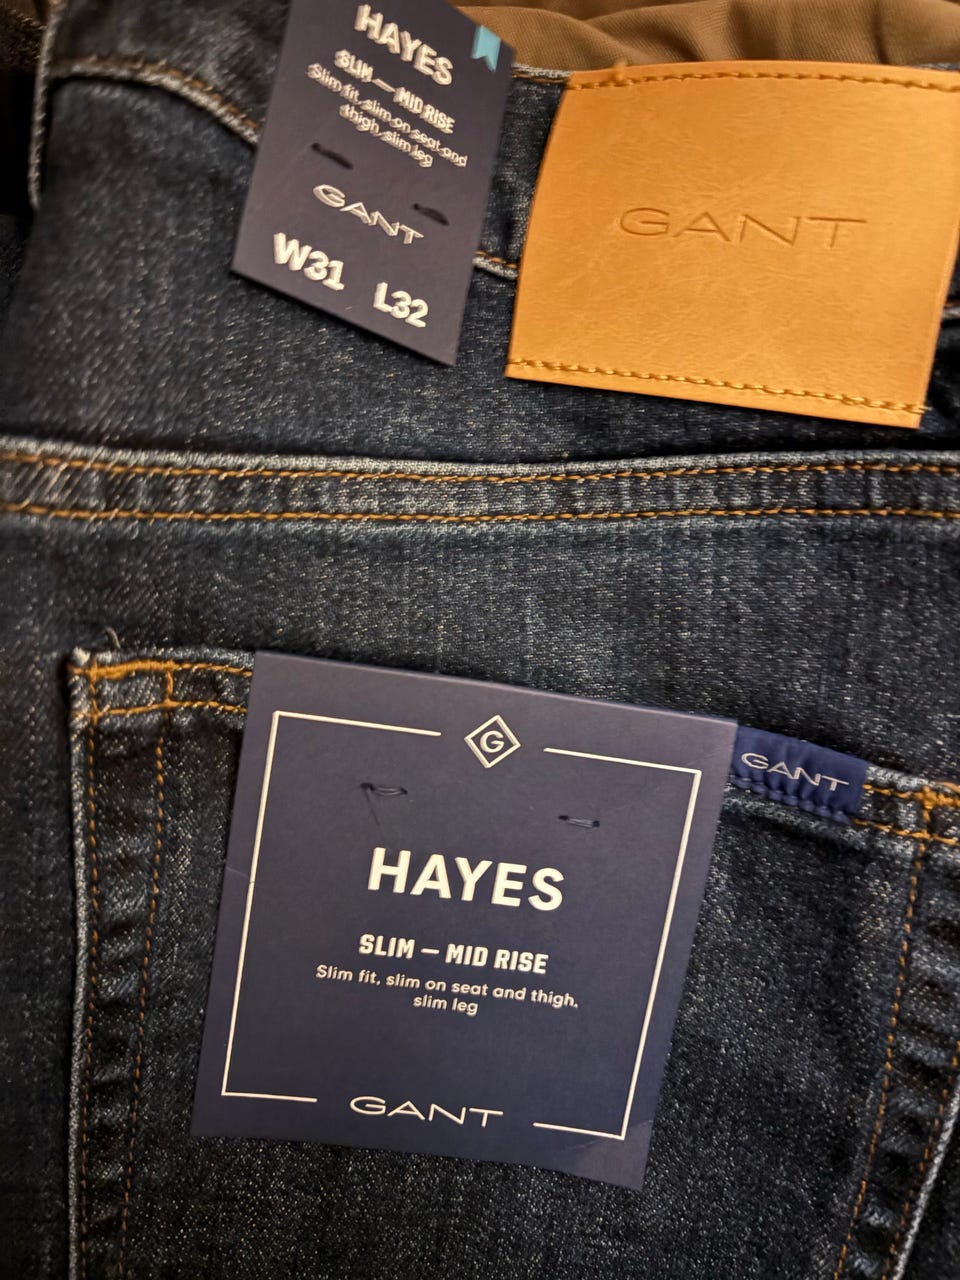 HAYES
SLIM — MID RISE
Slim fit, slim on seat and
thigh, slim leg
GANT
W31 L32
GANT
G
HAYES
SLIM — MID RISE
Slim fit, slim on seat and thigh,
slim leg
GANT
GANT